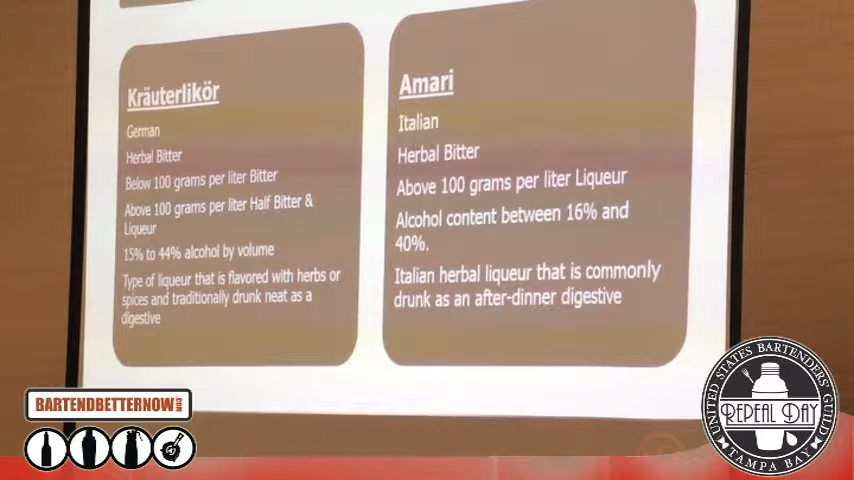 Kräuterlikör
German
Herbal Bitter
Below 100 grams per liter Bitter
Above 100 grams per liter Half Bitter &
Liqueur
15% to 44% alcohol by volume
Type of liqueur that is flavored with herbs or
spices and traditionally drunk neat as a
digestive
Amari
Italian
Herbal Bitter
Above 100 grams per liter Liqueur
Alcohol content between 16% and
40%.
Italian herbal liqueur that is commonly
drunk as an after-dinner digestive
BARTENDBETTERNOW.COM
UNITED STATES BARTENDERS' GUILD
REPEAL DAY
TAMPA BAY